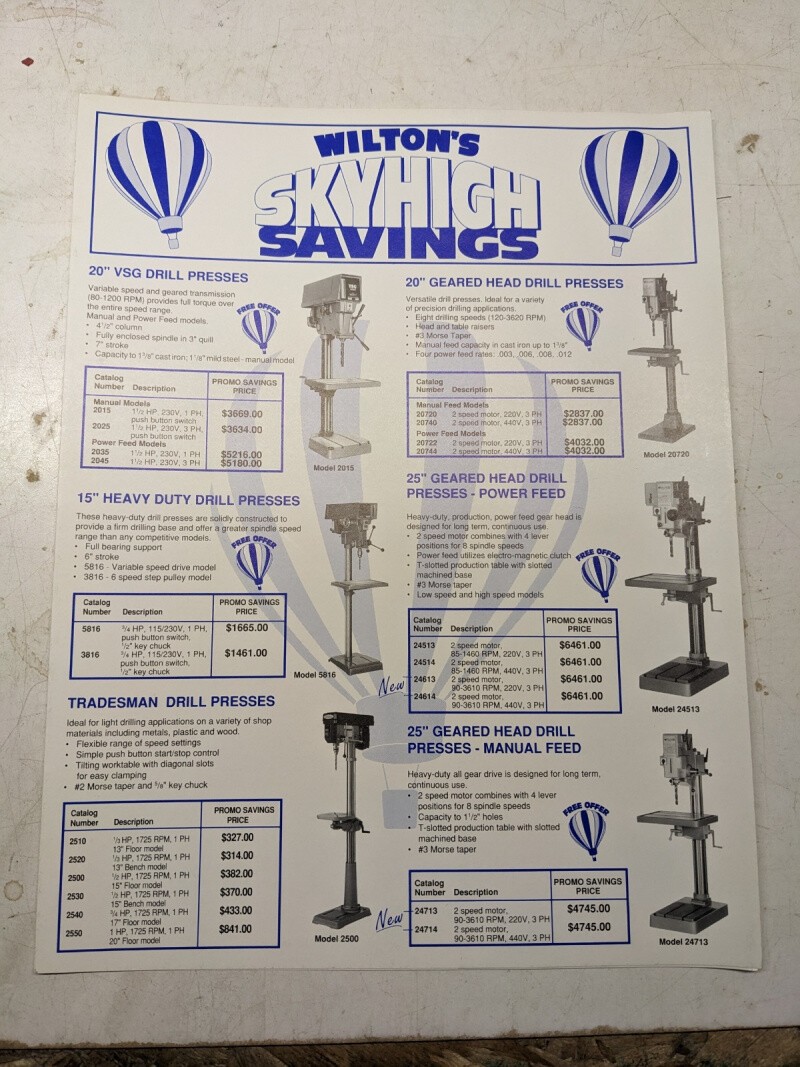 WILTON'S
SKYHIGH
SAVINGS
20" VSG DRILL PRESSES
Variable speed and geared transmission
(80-1200 RPM) provides full torque over
the entire speed range.
Manual and Power Feed models.
• 4 1/2" column
• Fully enclosed spindle in 3" quill
• 7" stroke
• Capacity to 1 3/8" cast iron; 1 1/8" mild steel - manual model
FREE OFFER
Catalog Number Description PROMO SAVINGS PRICE
Manual Models
2015 1 1/2 HP, 230V, 1 PH, $3669.00
push button switch
2025 1 1/2 HP, 230V, 3 PH, $3634.00
push button switch
Power Feed Models
2035 1 1/2 HP, 230V, 1 PH $5216.00
2045 1 1/2 HP, 230V, 3 PH $5180.00
Model 2015
15" HEAVY DUTY DRILL PRESSES
These heavy-duty drill presses are solidly constructed to
provide a firm drilling base and offer a greater spindle speed
range than any competitive models.
• Full bearing support
• 6" stroke
• 5816 - Variable speed drive model
• 3816 - 6 speed step pulley model
FREE OFFER
Catalog Number Description PROMO SAVINGS PRICE
5816 3/4 HP, 115/230V, 1 PH, $1665.00
push button switch,
1/2" key chuck
3816 3/4 HP, 115/230V, 1 PH, $1461.00
push button switch,
1/2" key chuck
Model 5816
TRADESMAN DRILL PRESSES
Ideal for light drilling applications on a variety of shop
materials including metals, plastic and wood.
• Flexible range of speed settings
• Simple push button start/stop control
• Tilting worktable with diagonal slots
for easy clamping
• #2 Morse taper and 5/8" key chuck
Catalog Number Description PROMO SAVINGS PRICE
2510 1/3 HP, 1725 RPM, 1 PH $327.00
13" Floor model
2520 1/3 HP, 1725 RPM, 1 PH $314.00
13" Bench model
2500 1/2 HP, 1725 RPM, 1 PH $382.00
15" Floor model
2530 1/2 HP, 1725 RPM, 1 PH $370.00
15" Bench model
2540 3/4 HP, 1725 RPM, 1 PH $433.00
17" Floor model
2550 1 HP, 1725 RPM, 1 PH $841.00
20" Floor model
Model 2500
20" GEARED HEAD DRILL PRESSES
Versatile drill presses. Ideal for a variety
of precision drilling applications.
• Eight drilling speeds (120-3620 RPM)
• Head and table raisers
• #3 Morse Taper
• Manual feed capacity in cast iron up to 1 3/8"
• Four power feed rates: .003, .006, .008, .012
FREE OFFER
Catalog Number Description PROMO SAVINGS PRICE
Manual Feed Models
20720 2 speed motor, 220V, 3 PH $2837.00
20740 2 speed motor, 440V, 3 PH $2837.00
Power Feed Models
20722 2 speed motor, 220V, 3 PH $4032.00
20744 2 speed motor, 440V, 3 PH $4032.00
Model 20720
25" GEARED HEAD DRILL
PRESSES - POWER FEED
Heavy-duty, production, power feed gear head is
designed for long term, continuous use.
• 2 speed motor combines with 4 lever
positions for 8 spindle speeds
• Power feed utilizes electro-magnetic clutch
• T-slotted production table with slotted
machined base
• #3 Morse taper
• Low speed and high speed models
FREE OFFER
Catalog Number Description PROMO SAVINGS PRICE
24513 2 speed motor, $6461.00
85-1460 RPM, 220V, 3 PH
24514 2 speed motor, $6461.00
85-1460 RPM, 440V, 3 PH
New
24613 2 speed motor, $6461.00
90-3610 RPM, 220V, 3 PH
24614 2 speed motor, $6461.00
90-3610 RPM, 440V, 3 PH
Model 24513
25" GEARED HEAD DRILL
PRESSES - MANUAL FEED
Heavy-duty all gear drive is designed for long term,
continuous use.
• 2 speed motor combines with 4 lever
positions for 8 spindle speeds
• Capacity to 1 1/2" holes
• T-slotted production table with slotted
machined base
• #3 Morse taper
FREE OFFER
Catalog Number Description PROMO SAVINGS PRICE
New
24713 2 speed motor, $4745.00
90-3610 RPM, 220V, 3 PH
24714 2 speed motor, $4745.00
90-3610 RPM, 440V, 3 PH
Model 24713